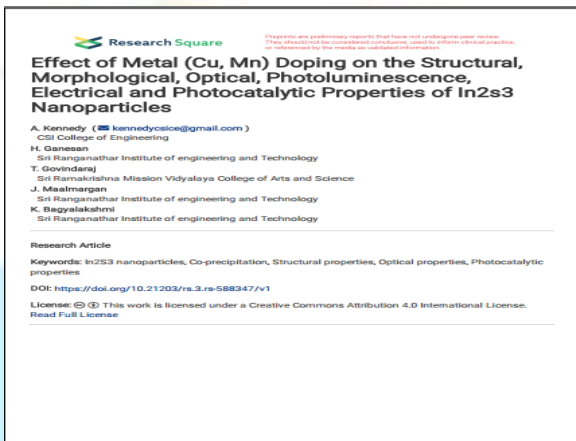 Research Square
Preprints are preliminary reports that have not undergone peer review.
They should not be considered conclusive, used to inform clinical practice,
or referenced by the media as validated information.
Effect of Metal (Cu, Mn) Doping on the Structural,
Morphological, Optical, Photoluminescence,
Electrical and Photocatalytic Properties of In2s3
Nanoparticles
A. Kennedy ( kennedycsice@gmail.com )
CSI College of Engineering
H. Ganesan
Sri Ranganathar Institute of engineering and Technology
T. Govindaraj
Sri Ramakrishna Mission Vidyalaya College of Arts and Science
J. Maalmargan
Sri Ranganathar Institute of engineering and Technology
K. Bagyalakshmi
Sri Ranganathar Institute of engineering and Technology
Research Article
Keywords: In2S3 nanoparticles, Co-precipitation, Structural properties, Optical properties, Photocatalytic
properties
DOI: https://doi.org/10.21203/rs.3.rs-588347/v1
License: This work is licensed under a Creative Commons Attribution 4.0 International License.
Read Full License